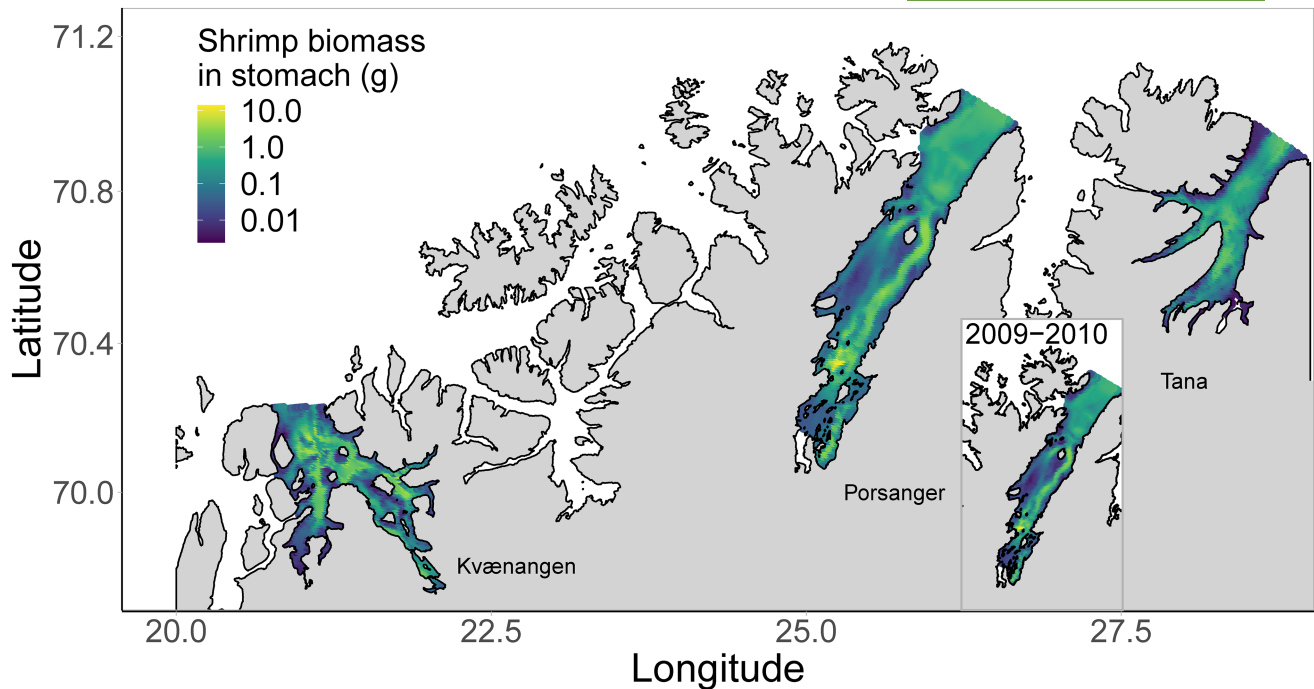 Shrimp biomass
in stomach (g)
10.0
1.0
0.1
0.01
71.2
70.8
70.4
70.0
Latitude
2009−2010
Tana
Porsanger
Kvænangen
20.0 22.5 25.0 27.5
Longitude